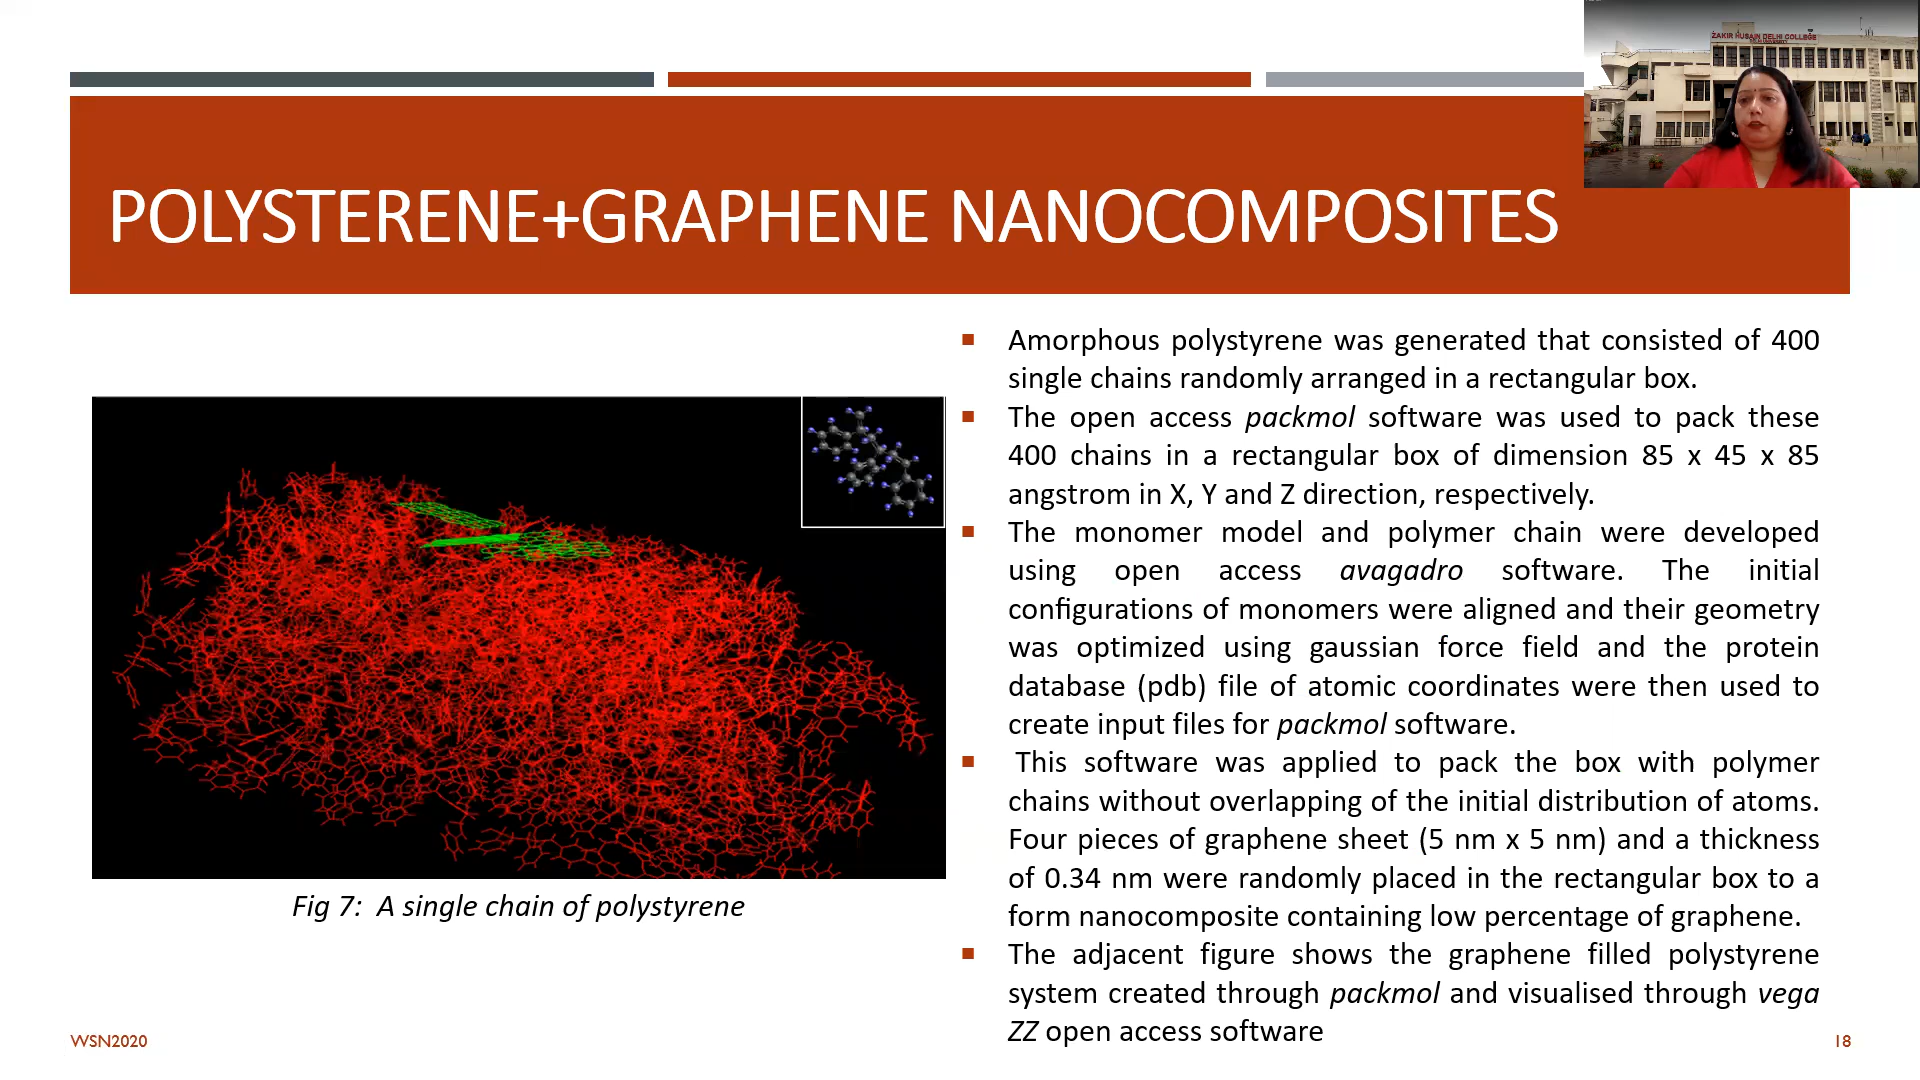 ZAKIR HUSAIN DELHI COLLEGE
POLYSTERENE+GRAPHENE NANOCOMPOSITES
Fig 7:  A single chain of polystyrene
Amorphous polystyrene was generated that consisted of 400
single chains randomly arranged in a rectangular box.
The open access packmol software was used to pack these
400 chains in a rectangular box of dimension 85 x 45 x 85
angstrom in X, Y and Z direction, respectively.
The monomer model and polymer chain were developed
using open access avagadro software. The initial
configurations of monomers were aligned and their geometry
was optimized using gaussian force field and the protein
database (pdb) file of atomic coordinates were then used to
create input files for packmol software.
This software was applied to pack the box with polymer
chains without overlapping of the initial distribution of atoms.
Four pieces of graphene sheet (5 nm x 5 nm) and a thickness
of 0.34 nm were randomly placed in the rectangular box to a
form nanocomposite containing low percentage of graphene.
The adjacent figure shows the graphene filled polystyrene
system created through packmol and visualised through vega
ZZ open access software
WSN2020
18